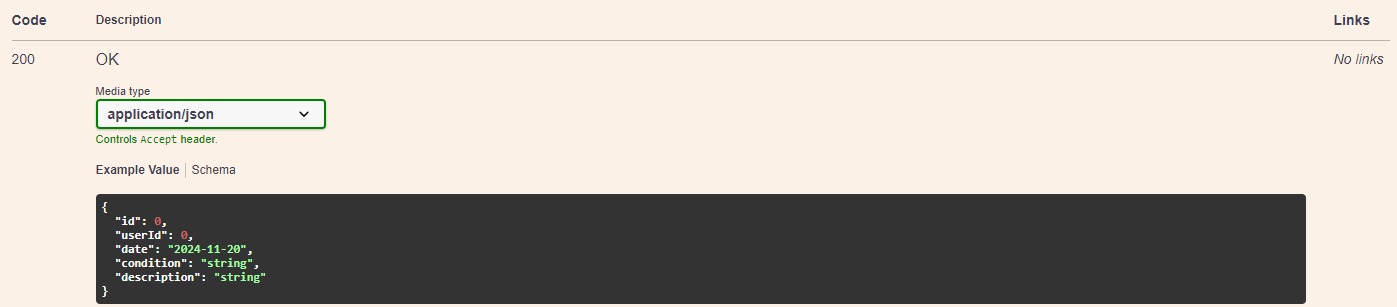 Code Description Links
200 OK No links
Media type
application/json
Controls Accept header.
Example Value Schema
{
  "id": 0,
  "userId": 0,
  "date": "2024-11-20",
  "condition": "string",
  "description": "string"
}